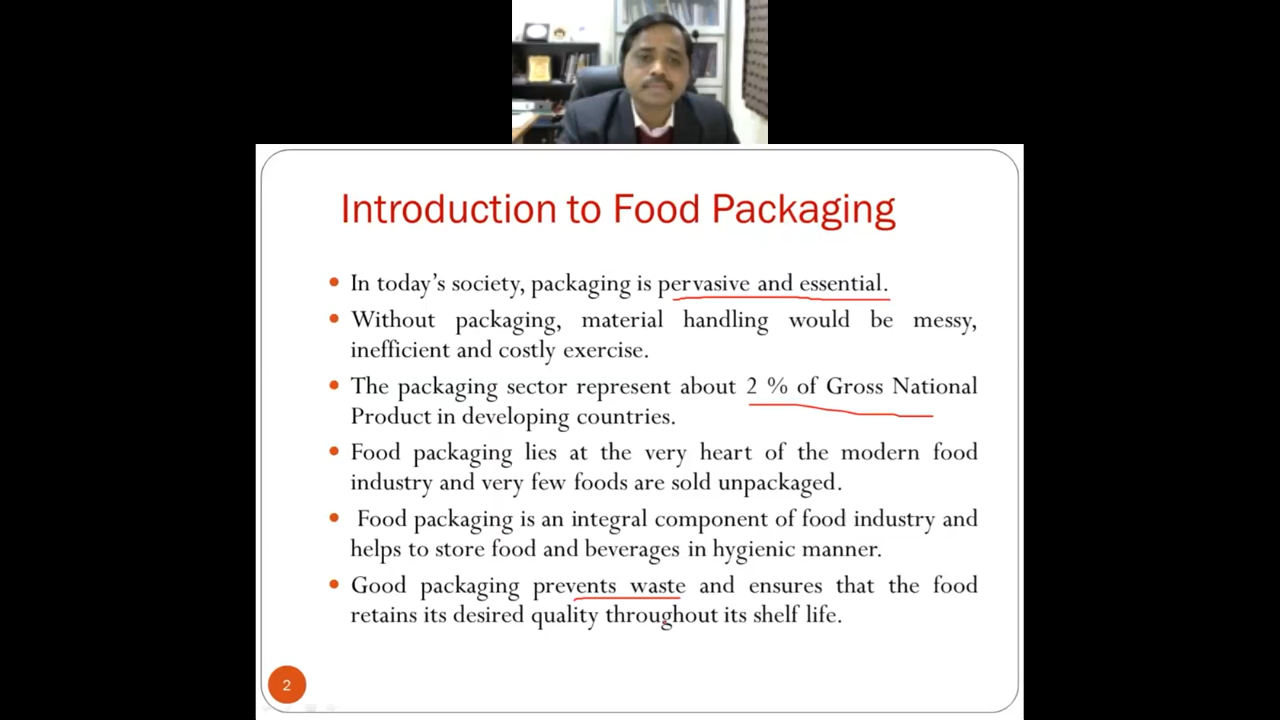 Introduction to Food Packaging
• In today's society, packaging is pervasive and essential.
• Without packaging, material handling would be messy,
inefficient and costly exercise.
• The packaging sector represent about 2 % of Gross National
Product in developing countries.
• Food packaging lies at the very heart of the modern food
industry and very few foods are sold unpackaged.
• Food packaging is an integral component of food industry and
helps to store food and beverages in hygienic manner.
• Good packaging prevents waste and ensures that the food
retains its desired quality throughout its shelf life.
2